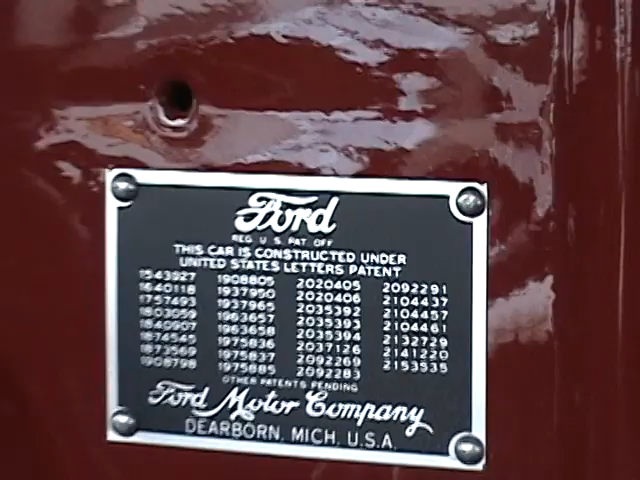 Ford
REG. U.S. PAT. OFF
THIS CAR IS CONSTRUCTED UNDER
UNITED STATES LETTERS PATENT
1543927 1908805 2020405 2092291
1640118 1937950 2020406 2104437
1757493 1937965 2035392 2104457
1803059 1963657 2035393 2104461
1840907 1963658 2035394 2132729
1874545 1975836 2037126 2141220
1873569 1975837 2092269 2153535
1908798 1975885 2092283
OTHER PATENTS PENDING
Ford Motor Company
DEARBORN, MICH, U.S.A.